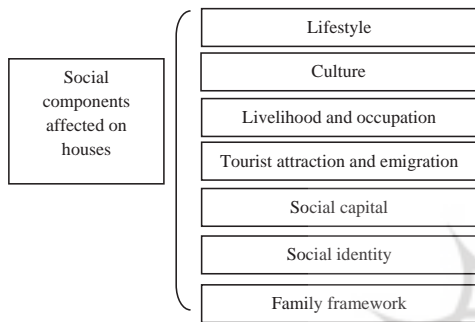 Social
components
affected on
houses
Lifestyle
Culture
Livelihood and occupation
Tourist attraction and emigration
Social capital
Social identity
Family framework